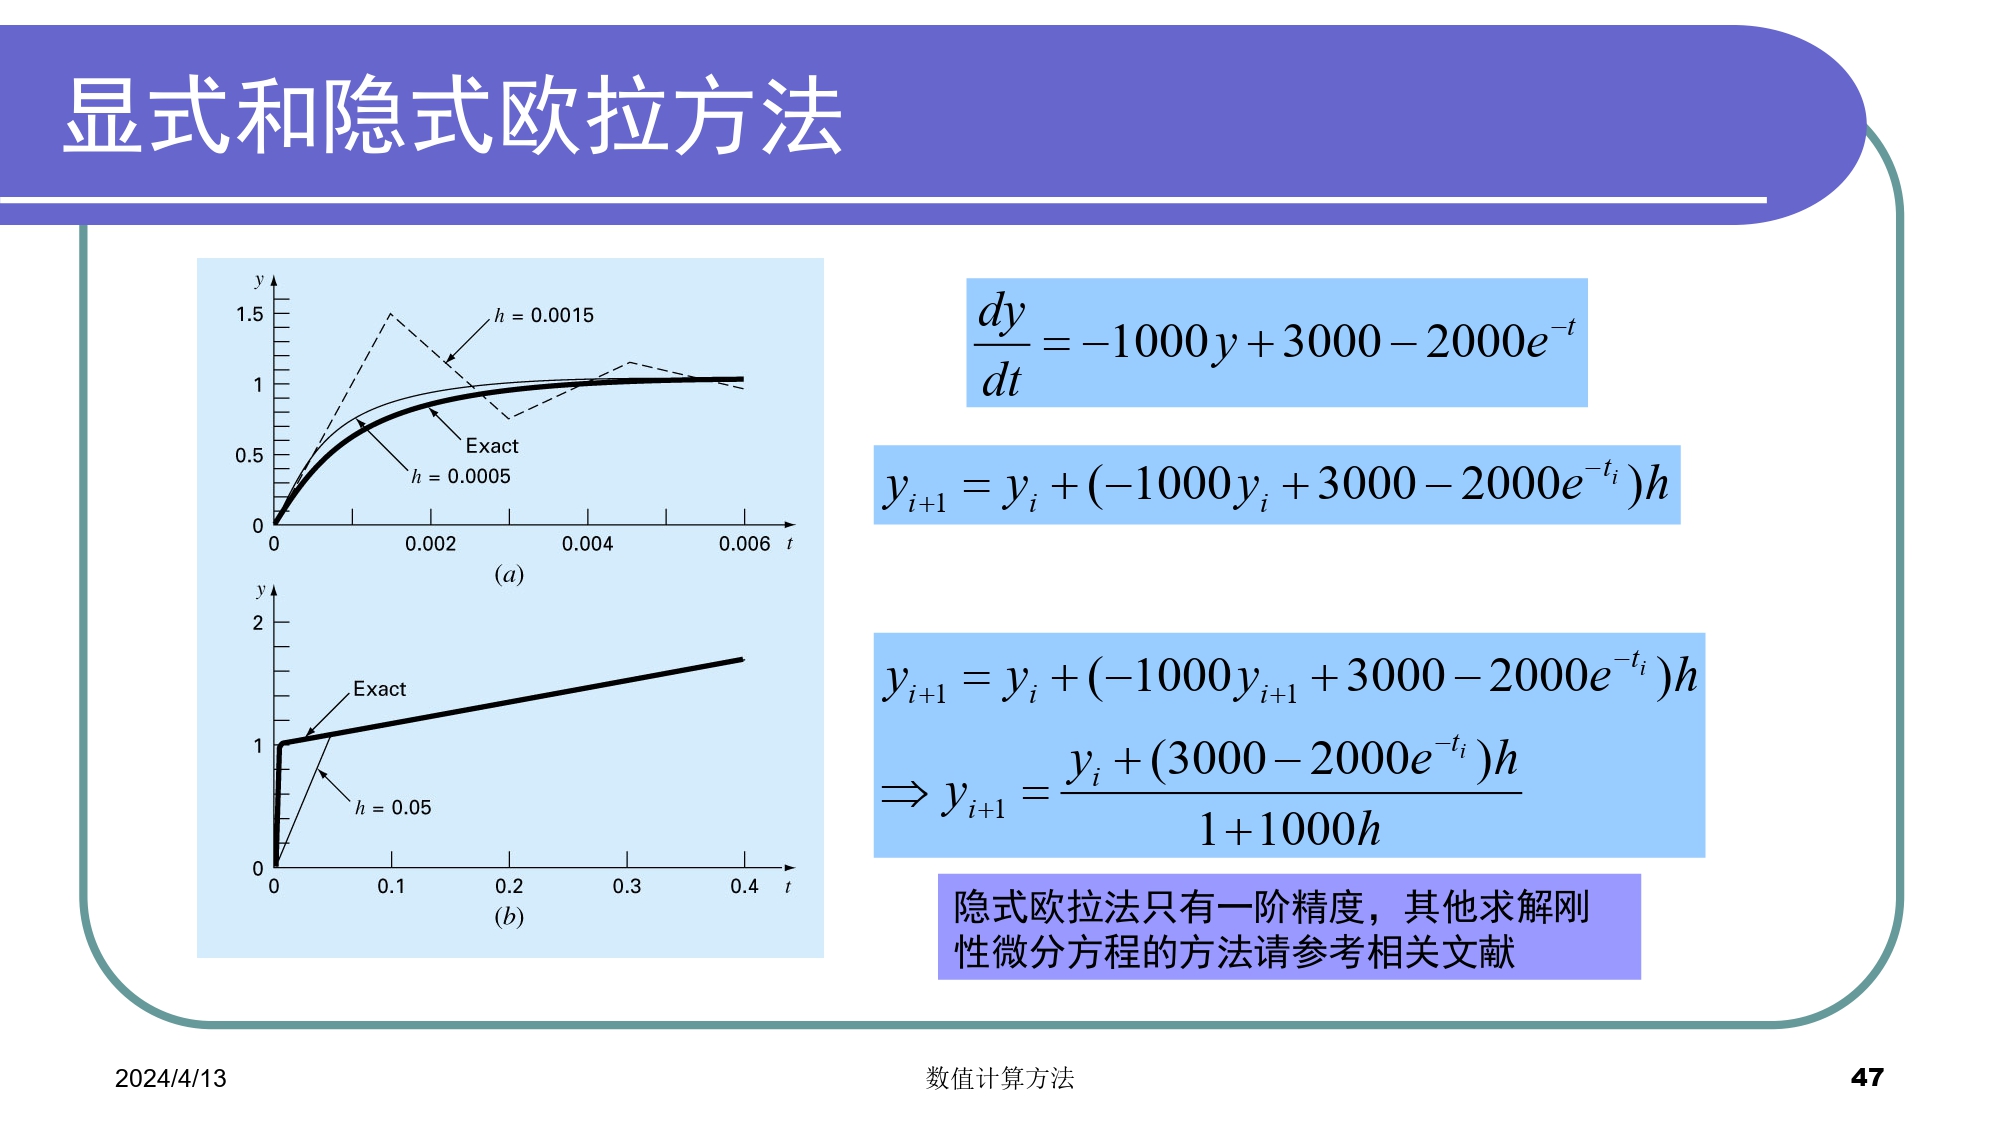 显式和隐式欧拉方法
y
1.5
1
0.5
0
h = 0.0015
Exact
h = 0.0005
0 0.002 0.004 0.006 t
(a)
y
2
1
0
Exact
h = 0.05
0 0.1 0.2 0.3 0.4 t
(b)
dy/dt = −1000y + 3000 − 2000e^{−t}
y_{i+1} = y_i + (−1000y_i + 3000 − 2000e^{−t_i})h
y_{i+1} = y_i + (−1000y_{i+1} + 3000 − 2000e^{−t_i})h
⇒ y_{i+1} = \frac{y_i + (3000 − 2000e^{−t_i})h}{1+1000h}
隐式欧拉法只有一阶精度，其他求解刚
性微分方程的方法请参考相关文献
2024/4/13
数值计算方法
47